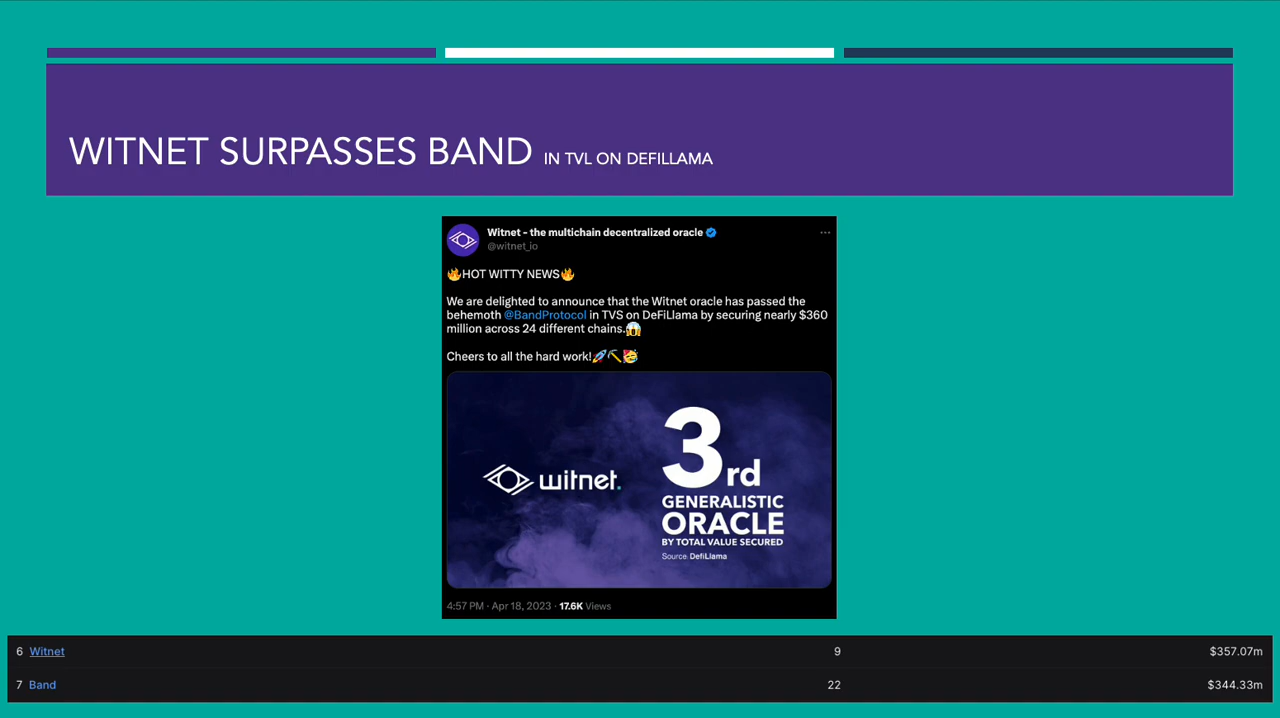 WITNET SURPASSES BAND IN TVL ON DEFILLAMA
Witnet - the multichain decentralized oracle
@witnet_io
🔥HOT WITTY NEWS🔥
We are delighted to announce that the Witnet oracle has passed the
behemoth @BandProtocol in TVS on DeFiLlama by securing nearly $360
million across 24 different chains.😱
Cheers to all the hard work!🚀⛏️🥳
witnet.
3rd
GENERALISTIC
ORACLE
BY TOTAL VALUE SECURED
Source: DefiLlama
4:57 PM · Apr 18, 2023 · 17.6K Views
6 Witnet 9 $357.07m
7 Band 22 $344.33m